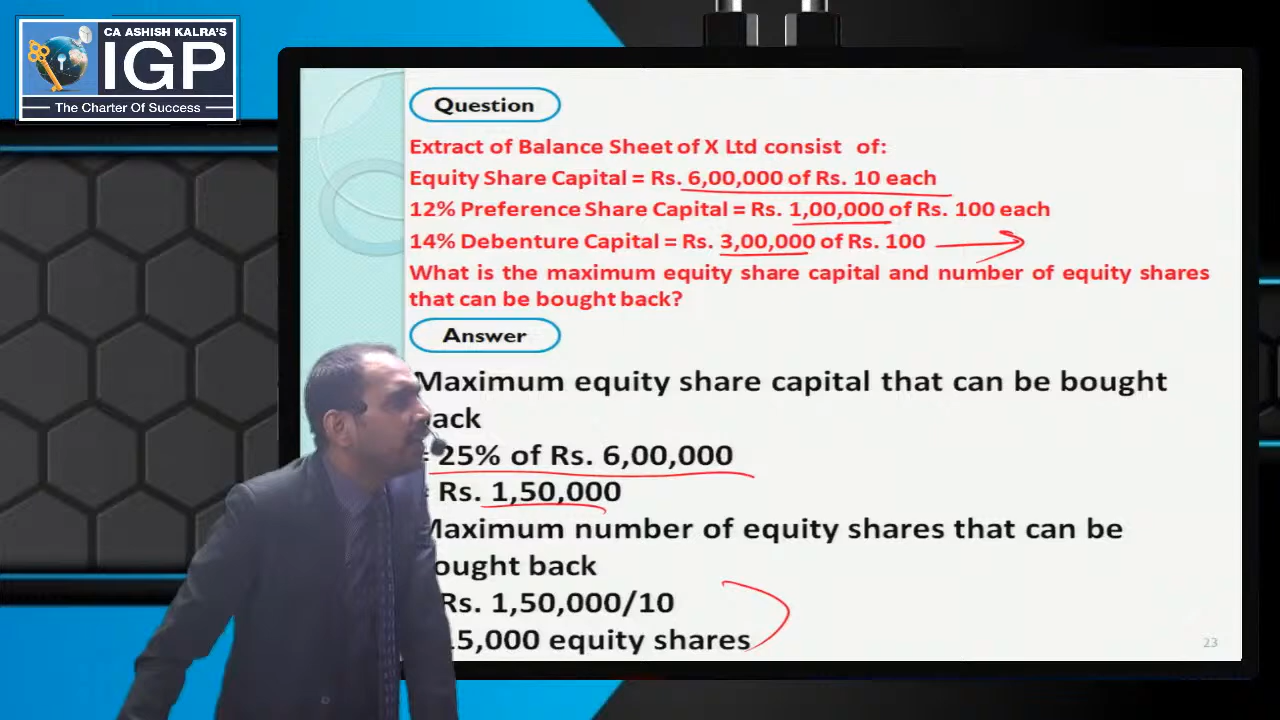 CA ASHISH KALRA'S
IGP
The Charter Of Success
Question
Extract of Balance Sheet of X Ltd consist of:
Equity Share Capital = Rs. 6,00,000 of Rs. 10 each
12% Preference Share Capital = Rs. 1,00,000 of Rs. 100 each
14% Debenture Capital = Rs. 3,00,000 of Rs. 100
What is the maximum equity share capital and number of equity shares
that can be bought back?
Answer
Maximum equity share capital that can be bought
back
= 25% of Rs. 6,00,000
= Rs. 1,50,000
Maximum number of equity shares that can be
bought back
Rs. 1,50,000/10
15,000 equity shares
23